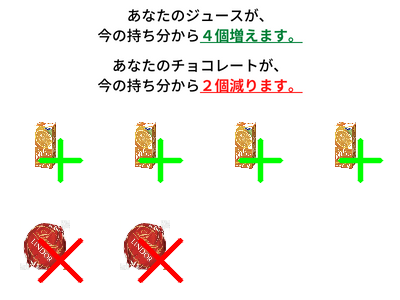 あなたのジュースが、
今の持ち分から４個増えます。
あなたのチョコレートが、
今の持ち分から２個減ります。
LINDOR
LINDOR